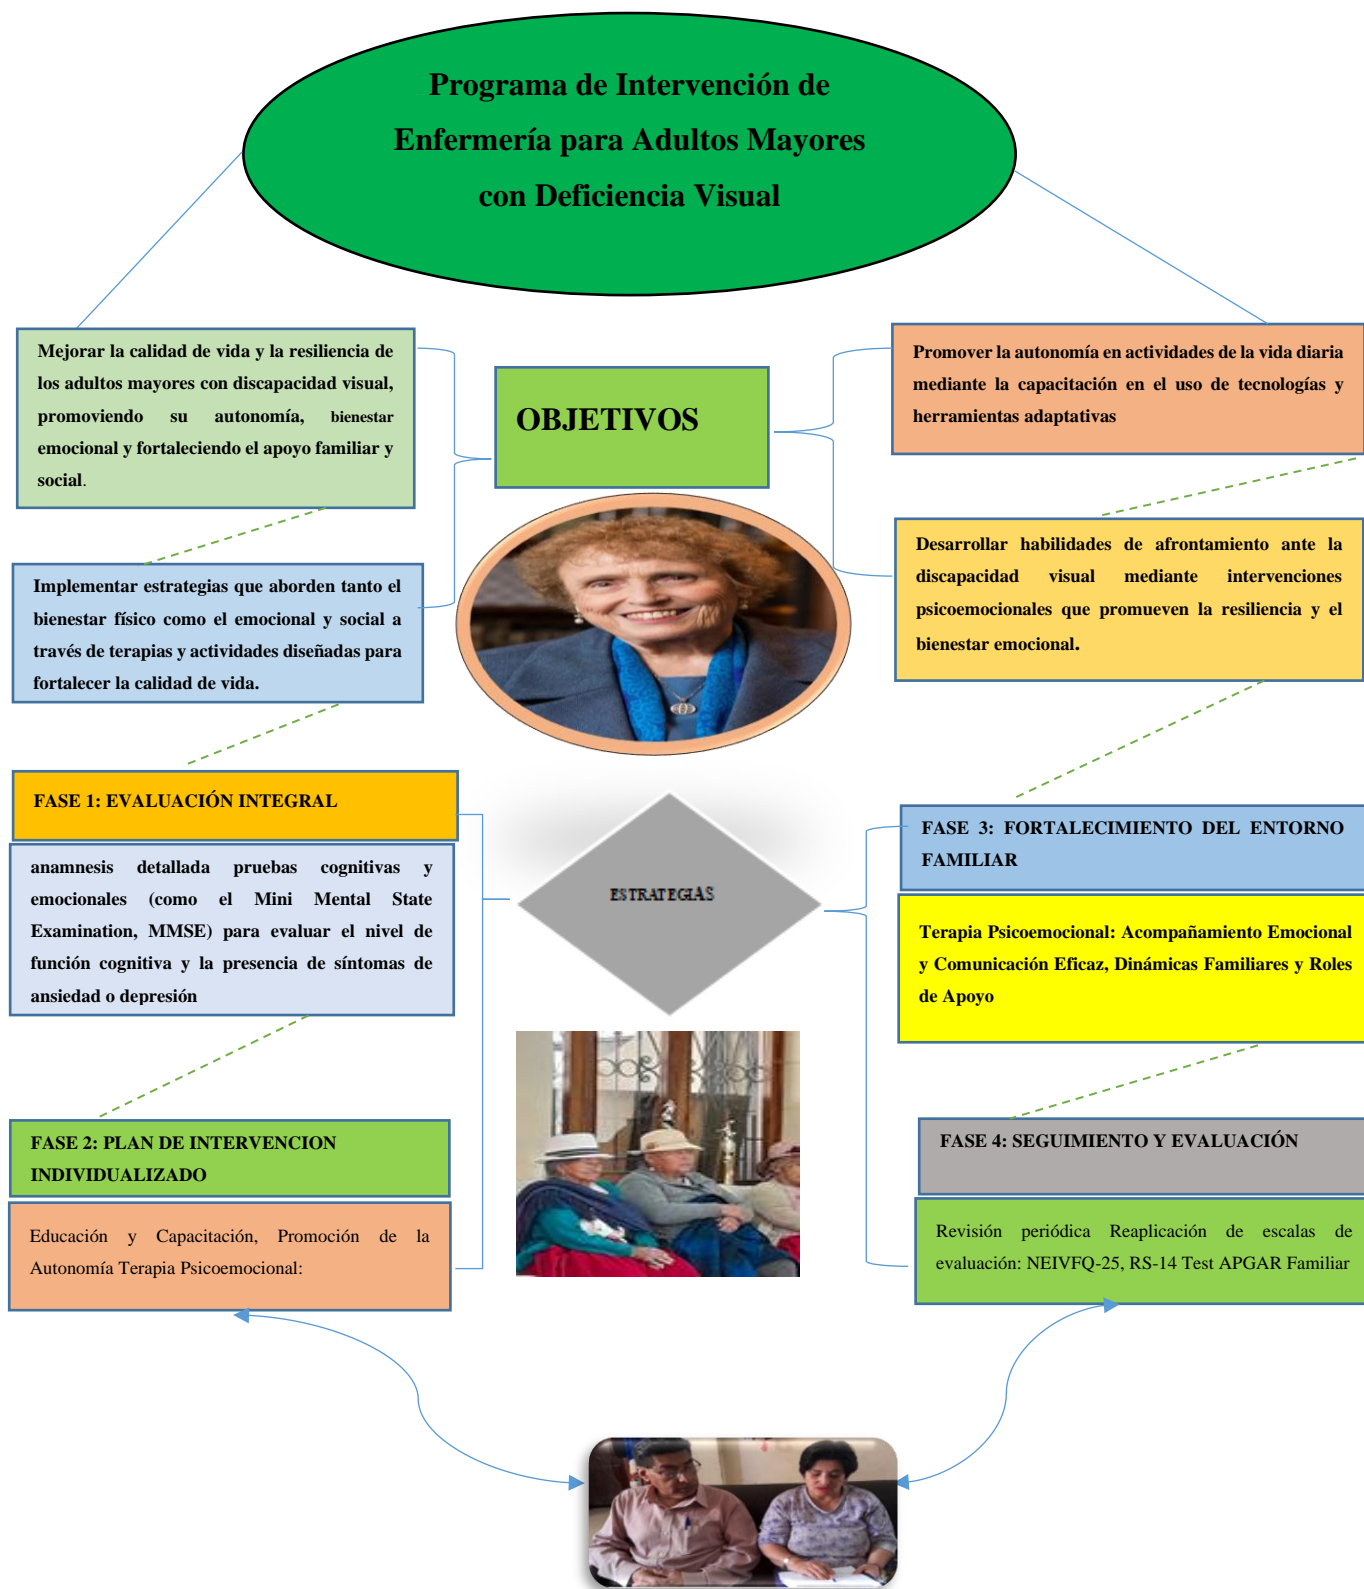 Programa de Intervención de
Enfermería para Adultos Mayores
con Deficiencia Visual
Mejorar la calidad de vida y la resiliencia de
los adultos mayores con discapacidad visual,
promoviendo su autonomía, bienestar
emocional y fortaleciendo el apoyo familiar y
social.
OBJETIVOS
Promover la autonomía en actividades de la vida diaria
mediante la capacitación en el uso de tecnologías y
herramientas adaptativas
Implementar estrategias que aborden tanto el
bienestar físico como el emocional y social a
través de terapias y actividades diseñadas para
fortalecer la calidad de vida.
Desarrollar habilidades de afrontamiento ante la
discapacidad visual mediante intervenciones
psicoemocionales que promueven la resiliencia y el
bienestar emocional.
FASE 1: EVALUACIÓN INTEGRAL
anamnesis detallada pruebas cognitivas y
emocionales (como el Mini Mental State
Examination, MMSE) para evaluar el nivel de
función cognitiva y la presencia de síntomas de
ansiedad o depresión
ESTRATEGIAS
FASE 3: FORTALECIMIENTO DEL ENTORNO
FAMILIAR
Terapia Psicoemocional: Acompañamiento Emocional
y Comunicación Eficaz, Dinámicas Familiares y Roles
de Apoyo
FASE 2: PLAN DE INTERVENCION
INDIVIDUALIZADO
Educación y Capacitación, Promoción de la
Autonomía Terapia Psicoemocional:
FASE 4: SEGUIMIENTO Y EVALUACIÓN
Revisión periódica Reaplicación de escalas de
evaluación: NEIVFQ-25, RS-14 Test APGAR Familiar